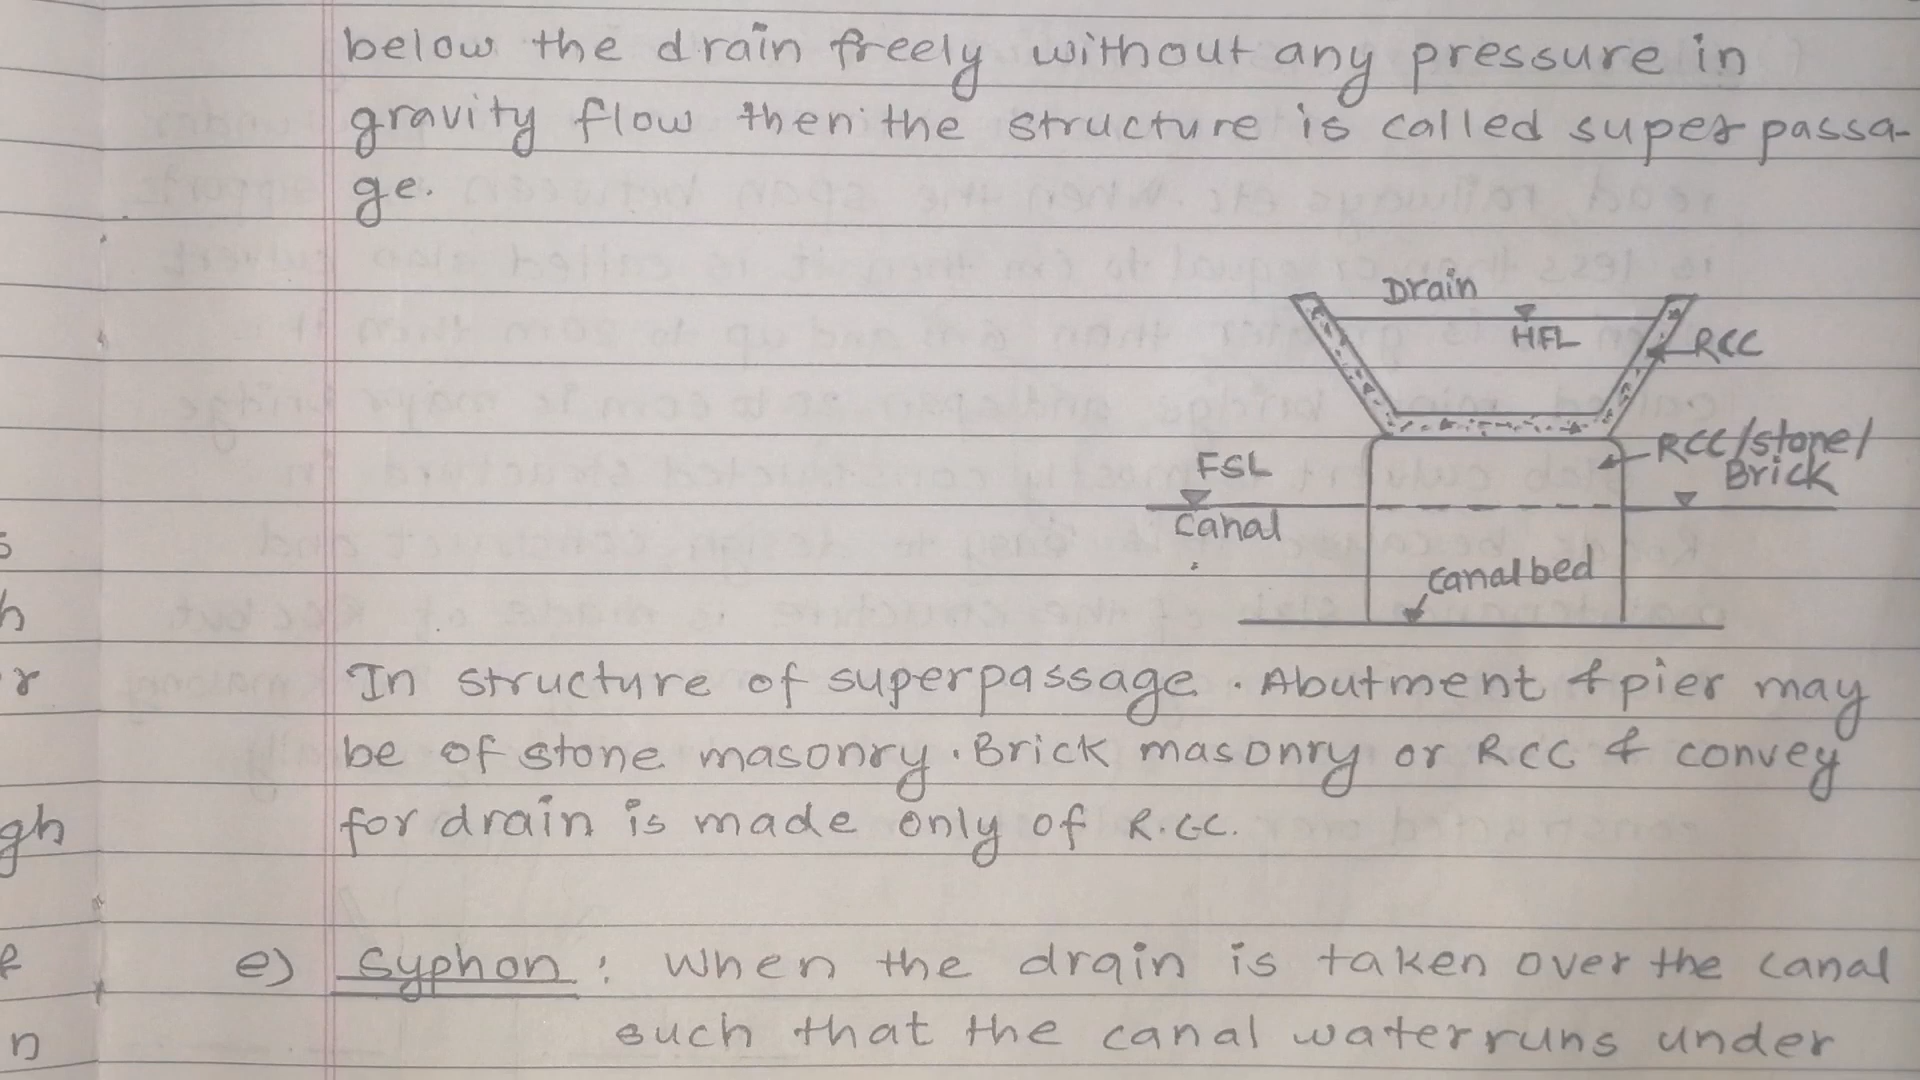 below the drain freely without any pressure in
gravity flow then the structure is called super passa-
ge.
Drain
HFL
RCC
RCC/stone/
Brick
FSL
Canal
canal bed
In structure of superpassage. Abutment & pier may
be of stone masonry. Brick masonry or RCC & convey
for drain is made only of R.C.C.
gh
e) Syphon: When the drain is taken over the canal
such that the canal water runs under